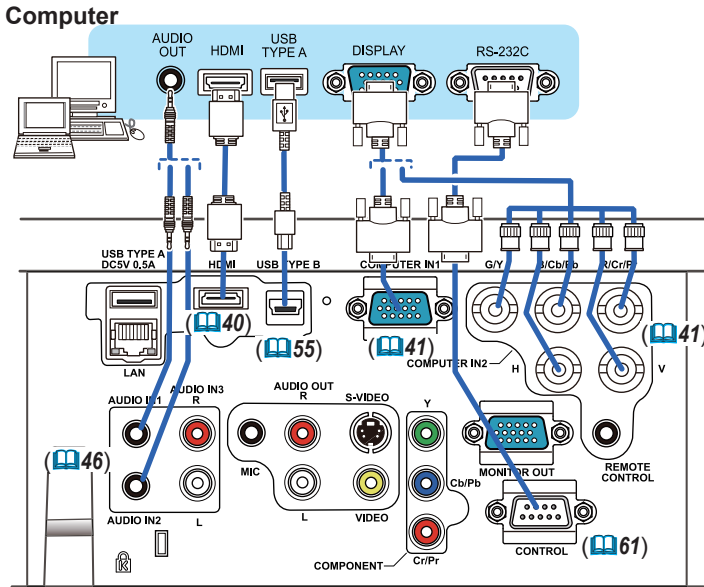 Computer
AUDIO OUT
HDMI
USB TYPE A
DISPLAY
RS-232C
USB TYPE A
DC5V 0,5A
HDMI
USB TYPE B
COMPUTER IN1
G/Y
B/Cb/Pb
R/Cr/Pr
(40)
(55)
(41)
(41)
COMPUTER IN2
H
V
LAN
AUDIO IN1
AUDIO IN3
R
AUDIO OUT
R
S-VIDEO
Y
(46)
MIC
MONITOR OUT
REMOTE
CONTROL
Cb/Pb
AUDIO IN2
L
L
VIDEO
CONTROL
(61)
COMPONENT
Cr/Pr